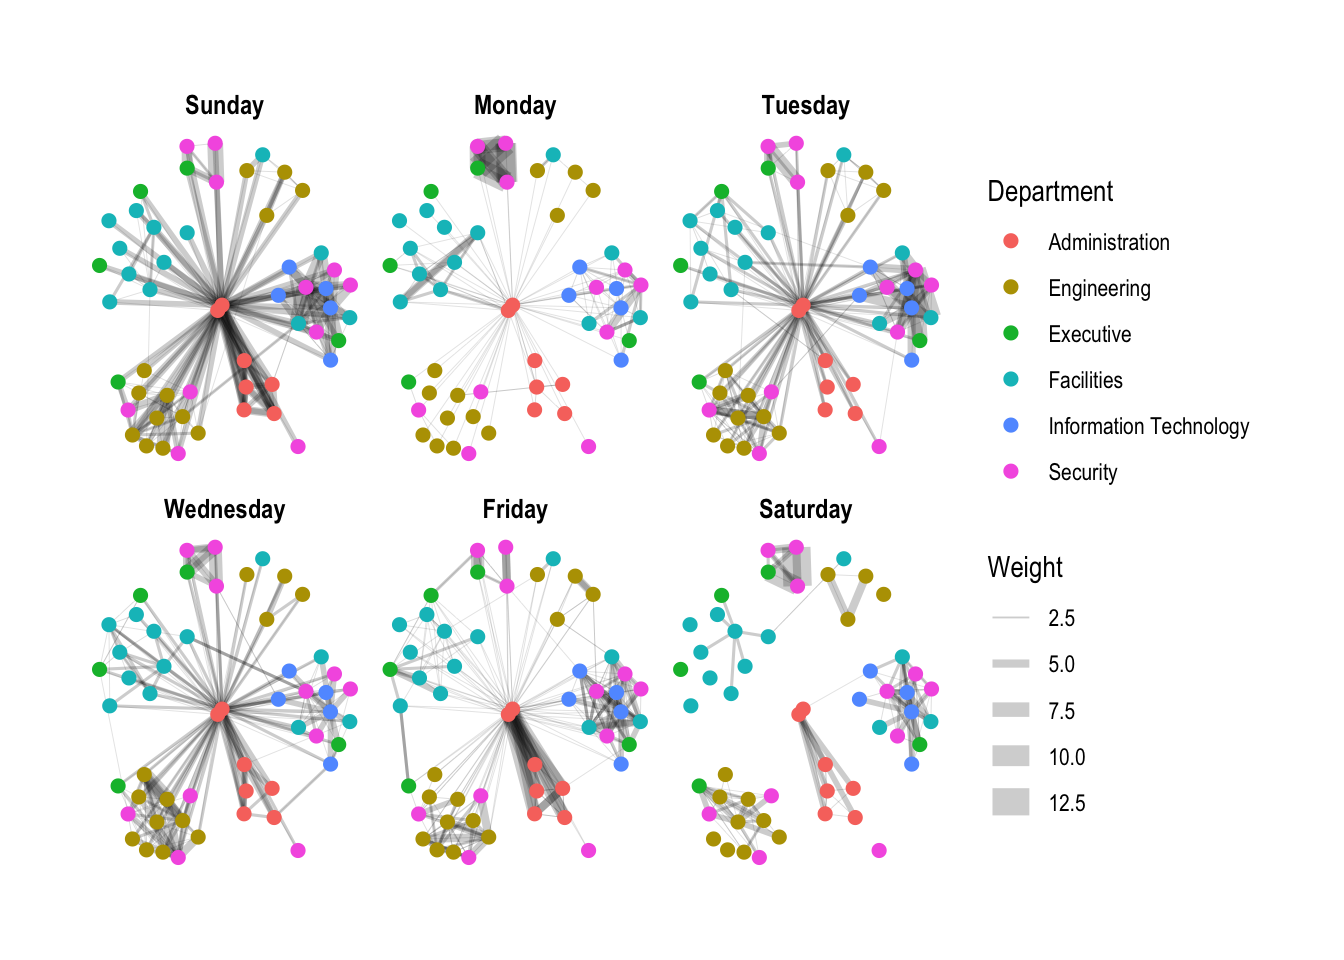 Sunday
Monday
Tuesday
Wednesday
Friday
Saturday
Department
Administration
Engineering
Executive
Facilities
Information Technology
Security
Weight
2.5
5.0
7.5
10.0
12.5